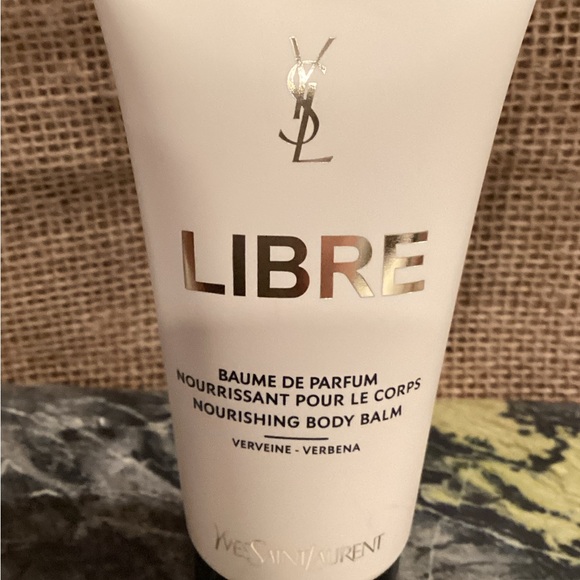 YSL
LIBRE
BAUME DE PARFUM
NOURRISSANT POUR LE CORPS
NOURISHING BODY BALM
VERVEINE - VERBENA
YVESSAINTLAURENT